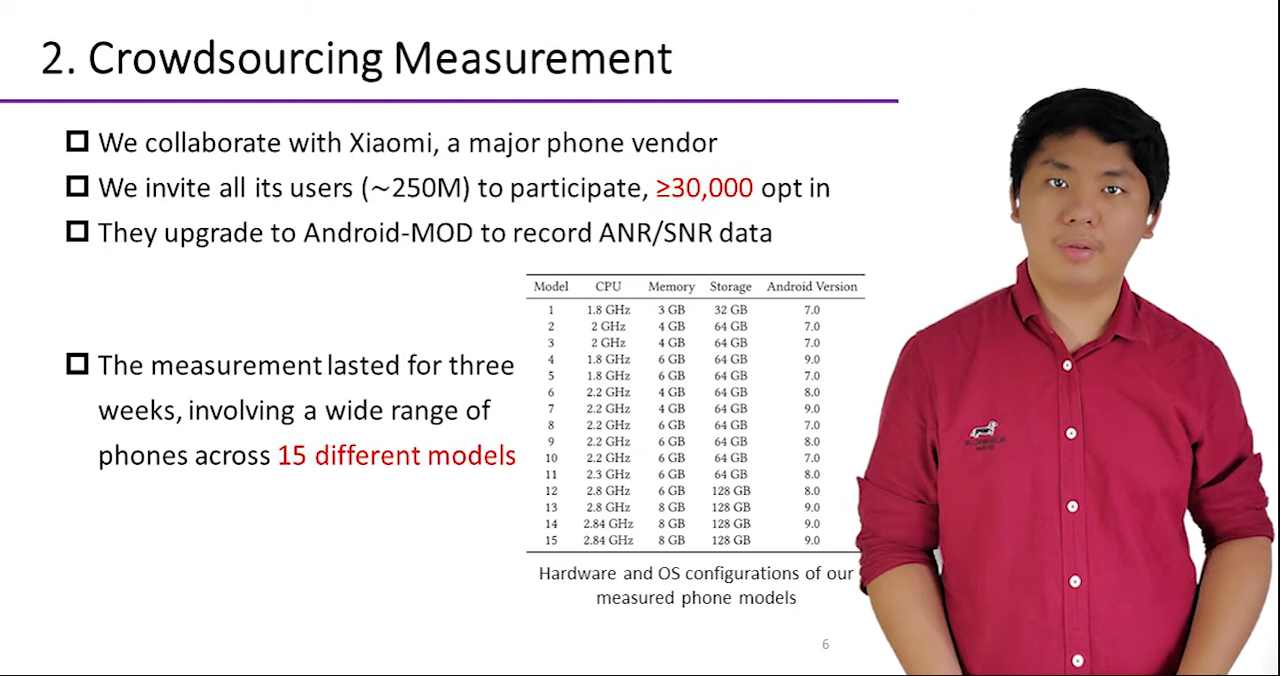 2. Crowdsourcing Measurement
We collaborate with Xiaomi, a major phone vendor
We invite all its users (~250M) to participate, ≥30,000 opt in
They upgrade to Android-MOD to record ANR/SNR data
The measurement lasted for three
weeks, involving a wide range of
phones across 15 different models
Model CPU Memory Storage Android Version
1 1.8 GHz 3 GB 32 GB 7.0
2 2 GHz 4 GB 64 GB 7.0
3 2 GHz 4 GB 64 GB 7.0
4 1.8 GHz 6 GB 64 GB 9.0
5 1.8 GHz 6 GB 64 GB 7.0
6 2.2 GHz 4 GB 64 GB 8.0
7 2.2 GHz 4 GB 64 GB 9.0
8 2.2 GHz 6 GB 64 GB 7.0
9 2.2 GHz 6 GB 64 GB 8.0
10 2.2 GHz 6 GB 64 GB 7.0
11 2.3 GHz 6 GB 64 GB 8.0
12 2.8 GHz 6 GB 128 GB 8.0
13 2.8 GHz 8 GB 128 GB 9.0
14 2.84 GHz 8 GB 128 GB 9.0
15 2.84 GHz 8 GB 128 GB 9.0
Hardware and OS configurations of our
measured phone models
6